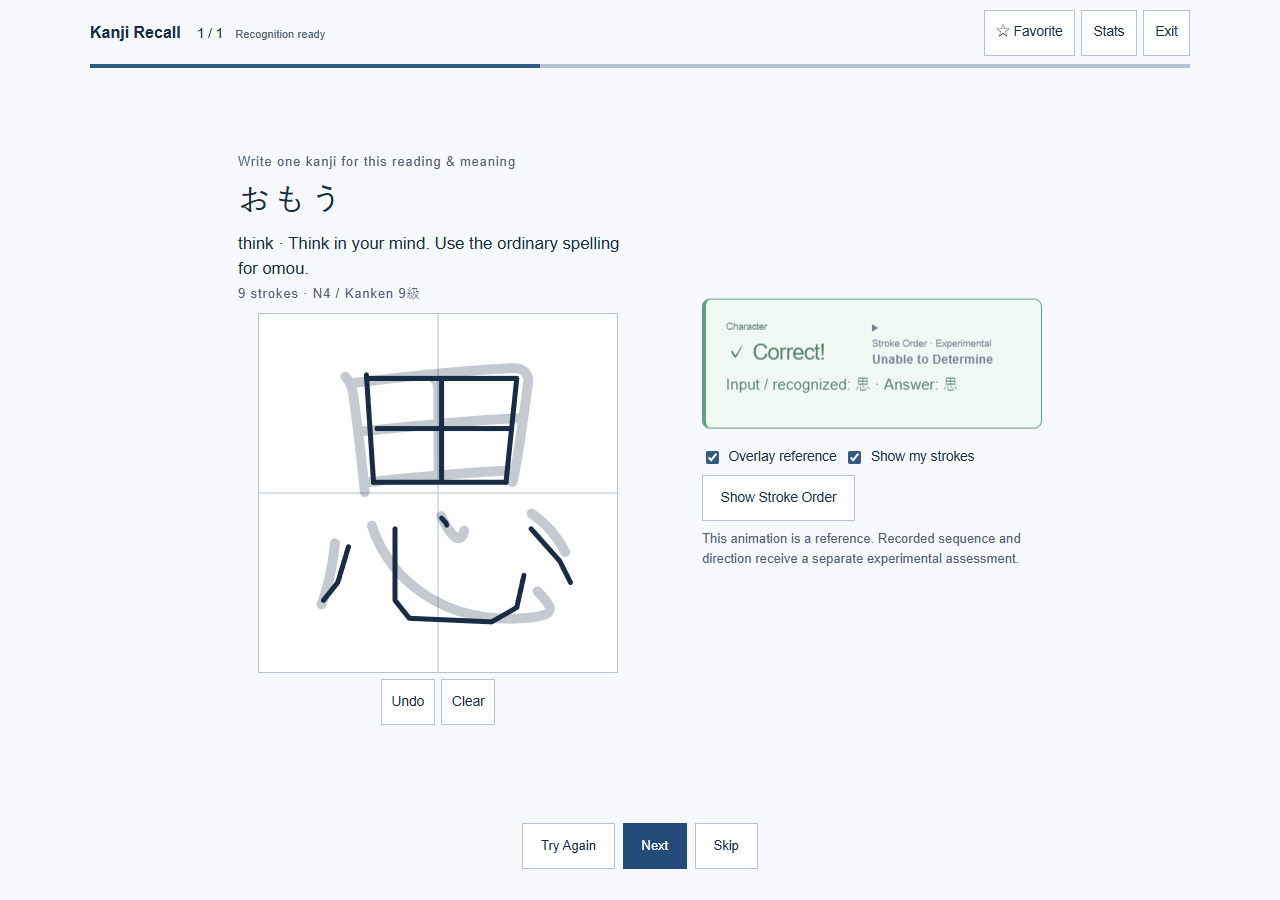 Kanji Recall 1 / 1 Recognition ready
☆ Favorite Stats Exit
Write one kanji for this reading & meaning
おもう
think · Think in your mind. Use the ordinary spelling
for omou.
9 strokes · N4 / Kanken 9級
思
Undo Clear
Character
✓ Correct!
▶
Stroke Order · Experimental
Unable to Determine
Input / recognized: 思 · Answer: 思
Overlay reference Show my strokes
Show Stroke Order
This animation is a reference. Recorded sequence and
direction receive a separate experimental assessment.
Try Again Next Skip